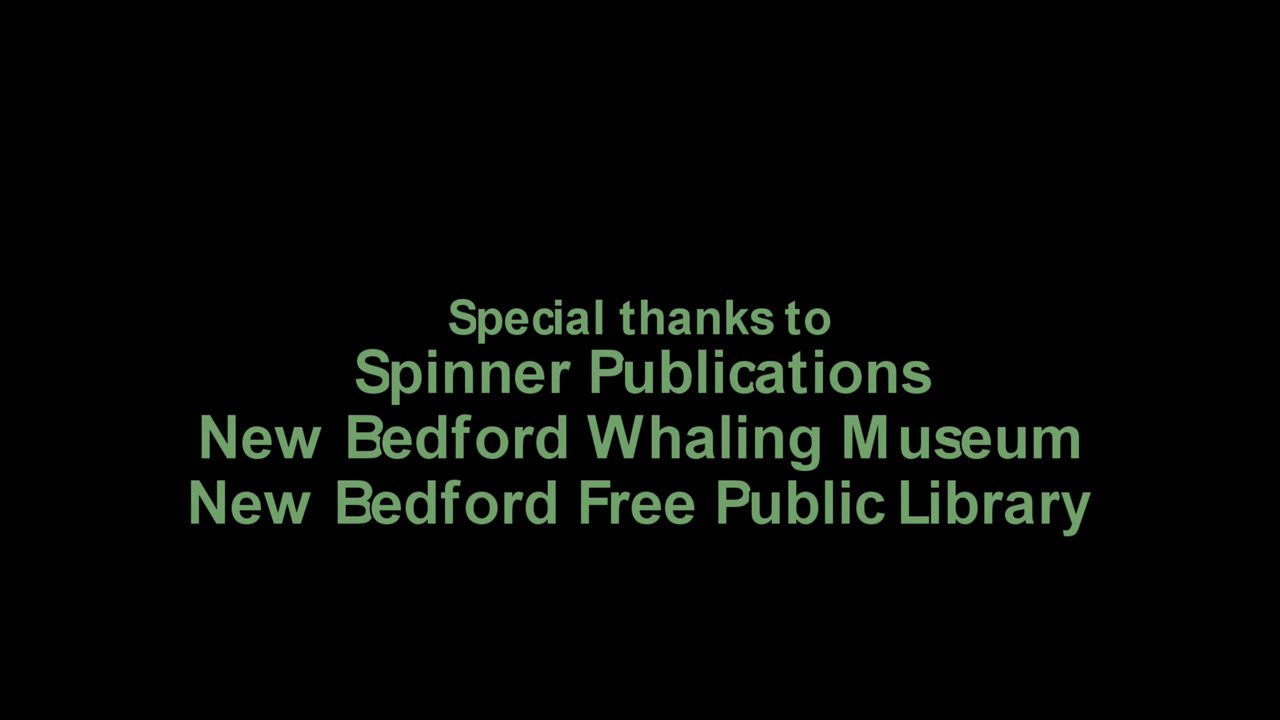 Special thanks to
Spinner Publications
New Bedford Whaling Museum
New Bedford Free Public Library